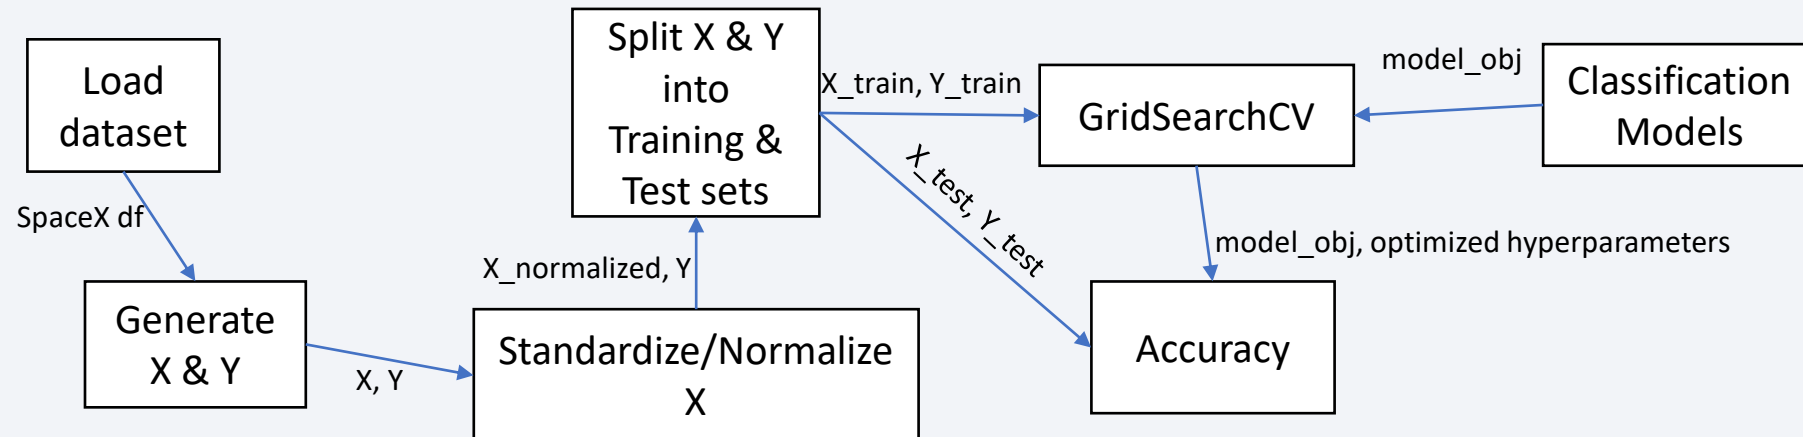 Load
dataset
SpaceX df
Generate
X & Y
X, Y
Standardize/Normalize
X
X_normalized, Y
Split X & Y
into
Training &
Test sets
X_train, Y_train
X_test, Y_test
GridSearchCV
model_obj
Classification
Models
model_obj, optimized hyperparameters
Accuracy